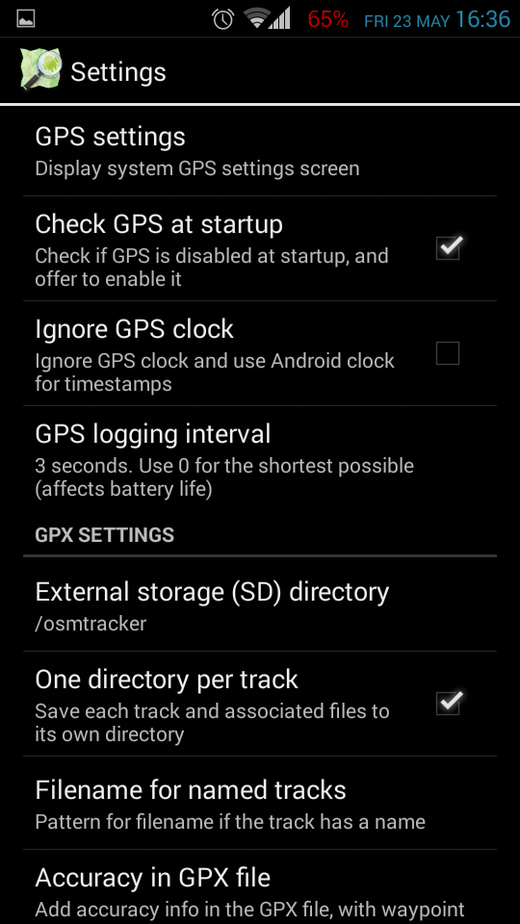 65% FRI 23 MAY 16:36
Settings
GPS settings
Display system GPS settings screen
Check GPS at startup
Check if GPS is disabled at startup, and
offer to enable it
Ignore GPS clock
Ignore GPS clock and use Android clock
for timestamps
GPS logging interval
3 seconds. Use 0 for the shortest possible
(affects battery life)
GPX SETTINGS
External storage (SD) directory
/osmtracker
One directory per track
Save each track and associated files to
its own directory
Filename for named tracks
Pattern for filename if the track has a name
Accuracy in GPX file
Add accuracy info in the GPX file, with waypoint